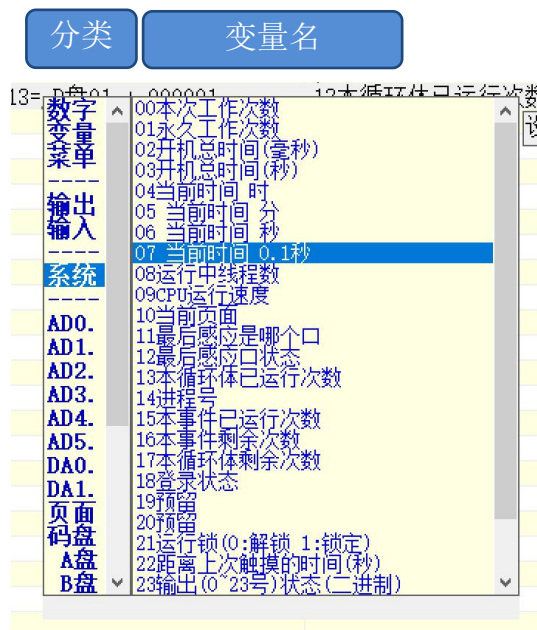 分类
变量名
数字
变量
菜单
----
输出
输入
----
系统
----
AD0.
AD1.
AD2.
AD3.
AD4.
AD5.
DA0.
DA1.
页面
码盘
A盘
B盘
00本次工作次数
01永久工作次数
02开机总时间(毫秒)
03开机总时间(秒)
04当前时间 时
05 当前时间 分
06 当前时间 秒
07 当前时间 0.1秒
08运行中线程数
09CPU运行速度
10当前页面
11最后感应是哪个口
12最后感应口状态
13本循环体已运行次数
14进程号
15本事件已运行次数
16本事件剩余次数
17本循环体剩余次数
18登录状态
19预留
20预留
21运行锁(0:解锁 1:锁定)
22距离上次触摸的时间(秒)
23输出(0~23号)状态(二进制)